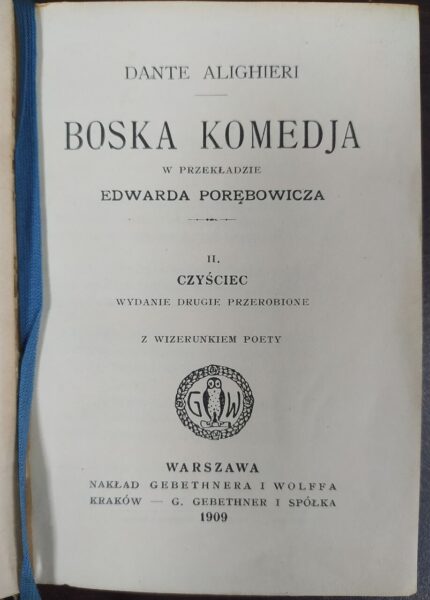 DANTE ALIGHIERI
BOSKA KOMEDJA
W PRZEKŁADZIE
EDWARDA PORĘBOWICZA
II.
CZYŚCIEC
WYDANIE DRUGIE PRZEROBIONE
Z WIZERUNKIEM POETY
G W
WARSZAWA
NAKŁAD GEBETHNERA I WOLFFA
KRAKÓW — G. GEBETHNER I SPÓŁKA
1909